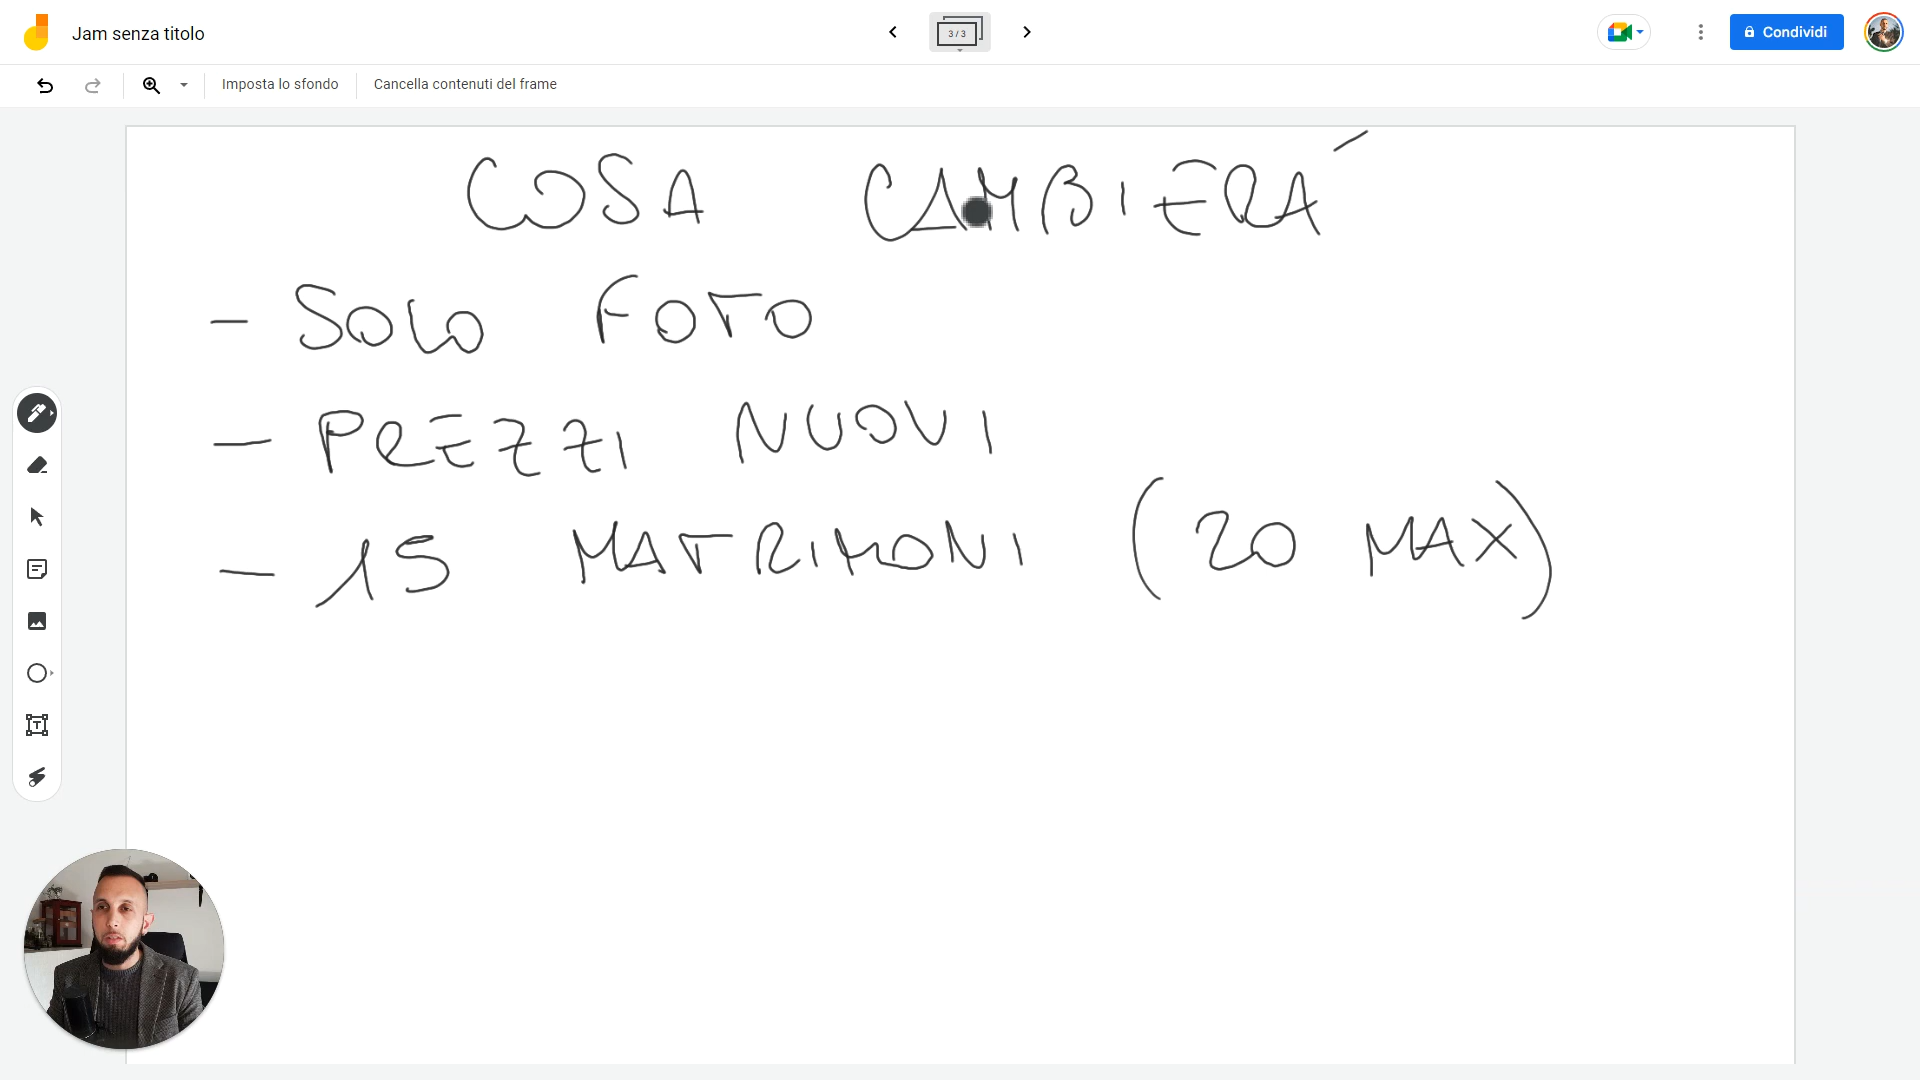 Jam senza titolo
3 / 3
Condividi
Imposta lo sfondo
Cancella contenuti del frame
COSA CAMBIERÁ
- SOLO FOTO
- PREZZI NUOVI
- 15 MATRIMONI (20 MAX)